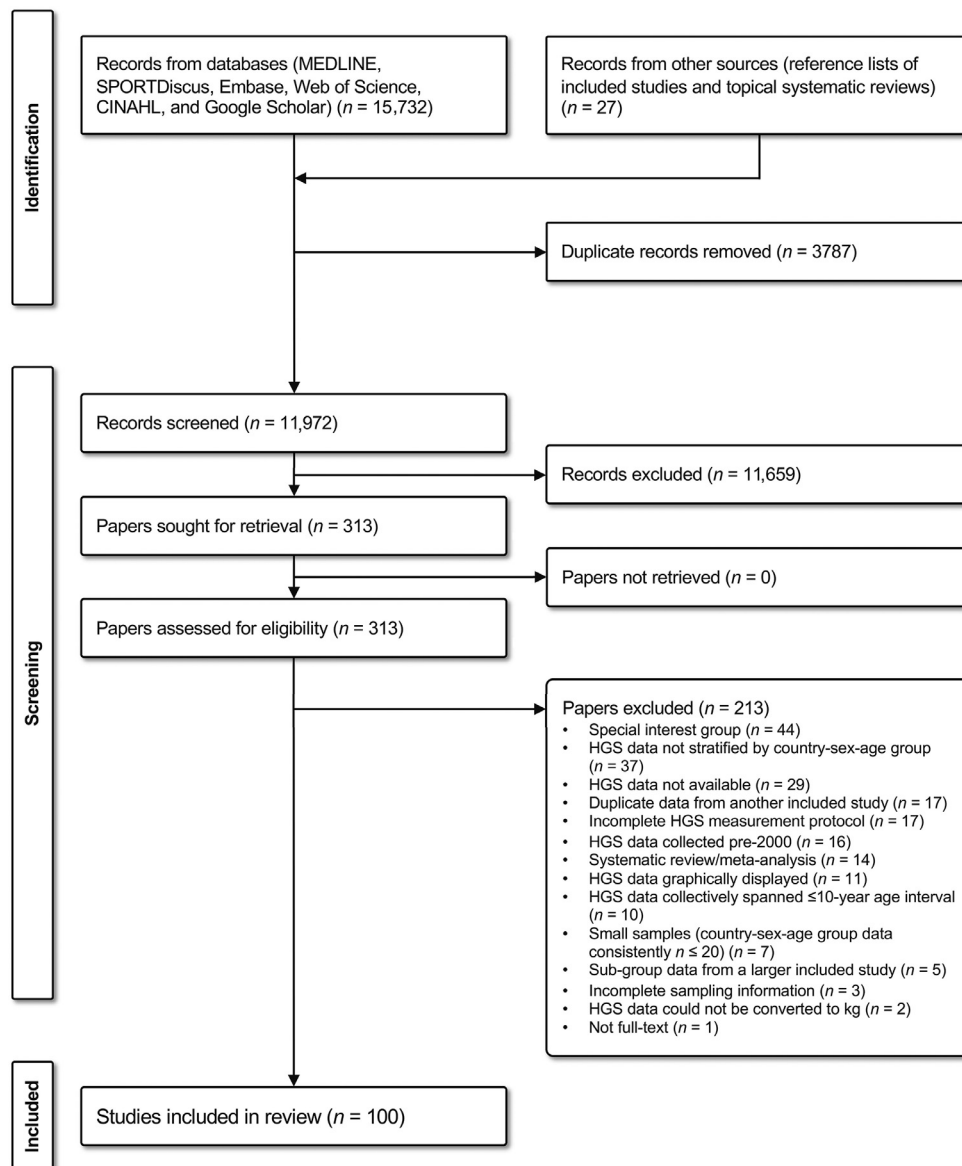 Identification
Records from databases (MEDLINE,
SPORTDiscus, Embase, Web of Science,
CINAHL, and Google Scholar) (n = 15,732)
Records from other sources (reference lists of
included studies and topical systematic reviews)
(n = 27)
Duplicate records removed (n = 3787)
Screening
Records screened (n = 11,972)
Records excluded (n = 11,659)
Papers sought for retrieval (n = 313)
Papers not retrieved (n = 0)
Papers assessed for eligibility (n = 313)
Papers excluded (n = 213)
• Special interest group (n = 44)
• HGS data not stratified by country-sex-age group
(n = 37)
• HGS data not available (n = 29)
• Duplicate data from another included study (n = 17)
• Incomplete HGS measurement protocol (n = 17)
• HGS data collected pre-2000 (n = 16)
• Systematic review/meta-analysis (n = 14)
• HGS data graphically displayed (n = 11)
• HGS data collectively spanned ≤10-year age interval
(n = 10)
• Small samples (country-sex-age group data
consistently n ≤ 20) (n = 7)
• Sub-group data from a larger included study (n = 5)
• Incomplete sampling information (n = 3)
• HGS data could not be converted to kg (n = 2)
• Not full-text (n = 1)
Included
Studies included in review (n = 100)